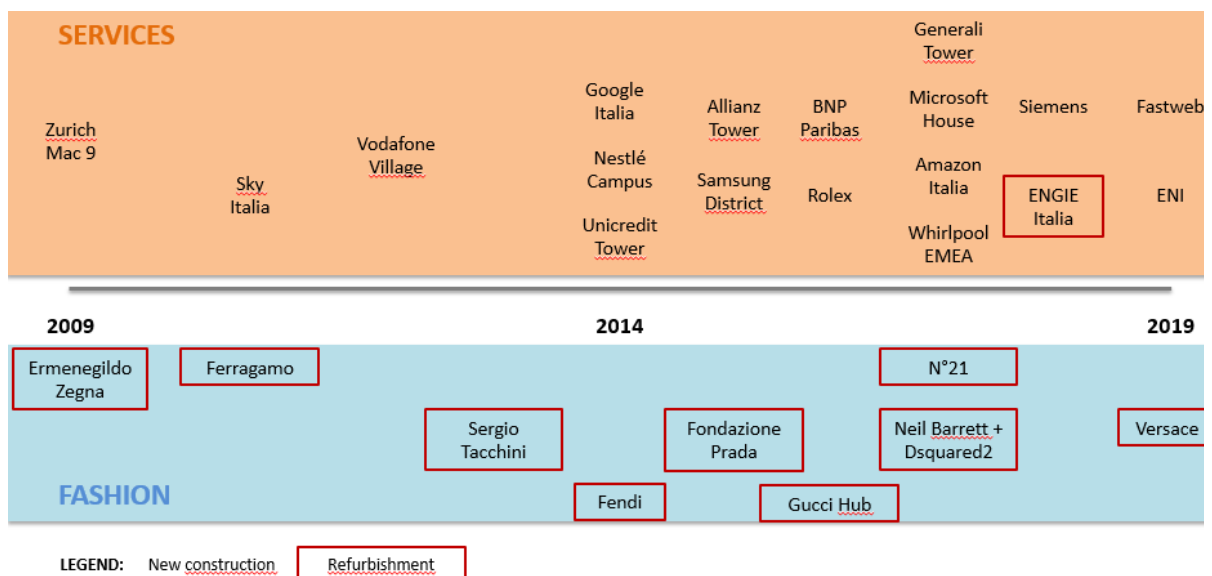 SERVICES
Zurich
Mac 9
Sky
Italia
Vodafone
Village
Google
Italia
Nestlé
Campus
Unicredit
Tower
Allianz
Tower
Samsung
District
BNP
Paribas
Rolex
Generali
Tower
Microsoft
House
Amazon
Italia
Whirlpool
EMEA
Siemens
ENGIE
Italia
Fastweb
ENI
2009
2014
2019
Ermenegildo
Zegna
Ferragamo
Sergio
Tacchini
Fendi
Fondazione
Prada
Gucci Hub
N°21
Neil Barrett +
Dsquared2
Versace
FASHION
LEGEND: New construction Refurbishment